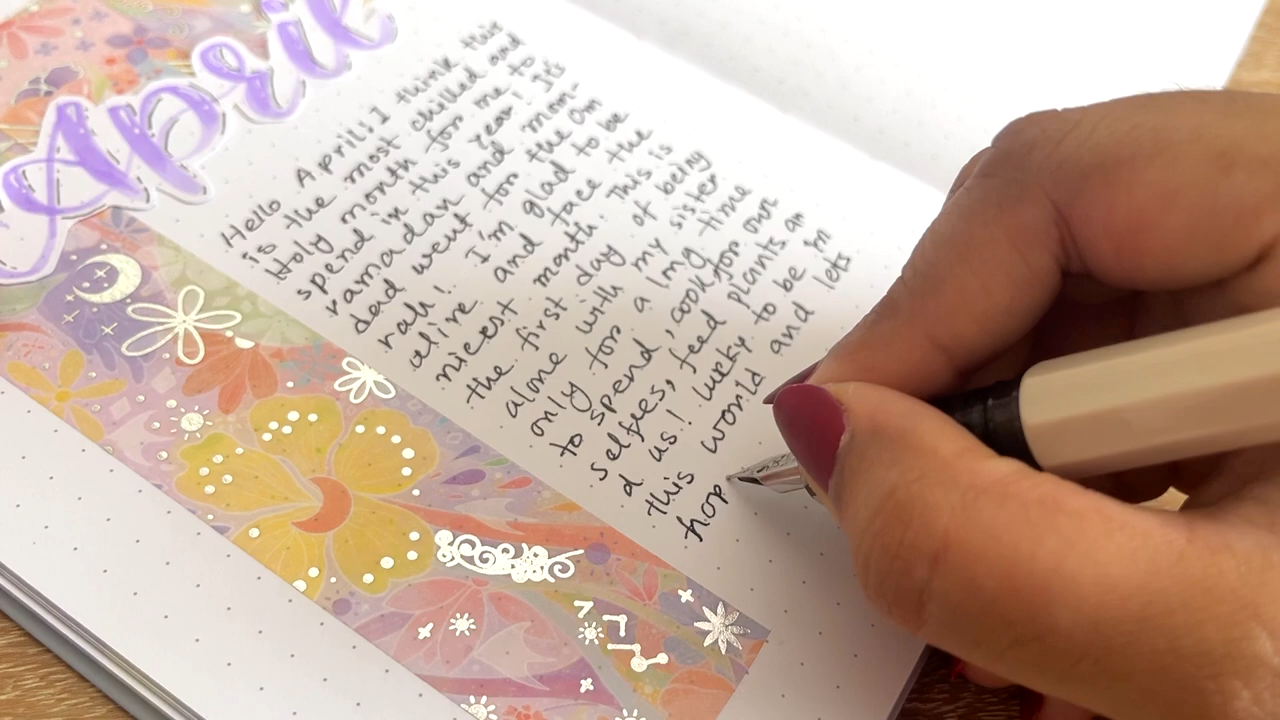 April
Hello April! I think this
is the most chilled and
Holy month for me to
spend in this year! It's
ramadan and mom
dad went for the Om
rah! I'm glad to be
alive and face the
nicest month. This is
the first day of being
alone with my sister
only for a long time
to spend, cook for our
selfies, feed plants an
d us! lucky to be in
this world and lets
hop